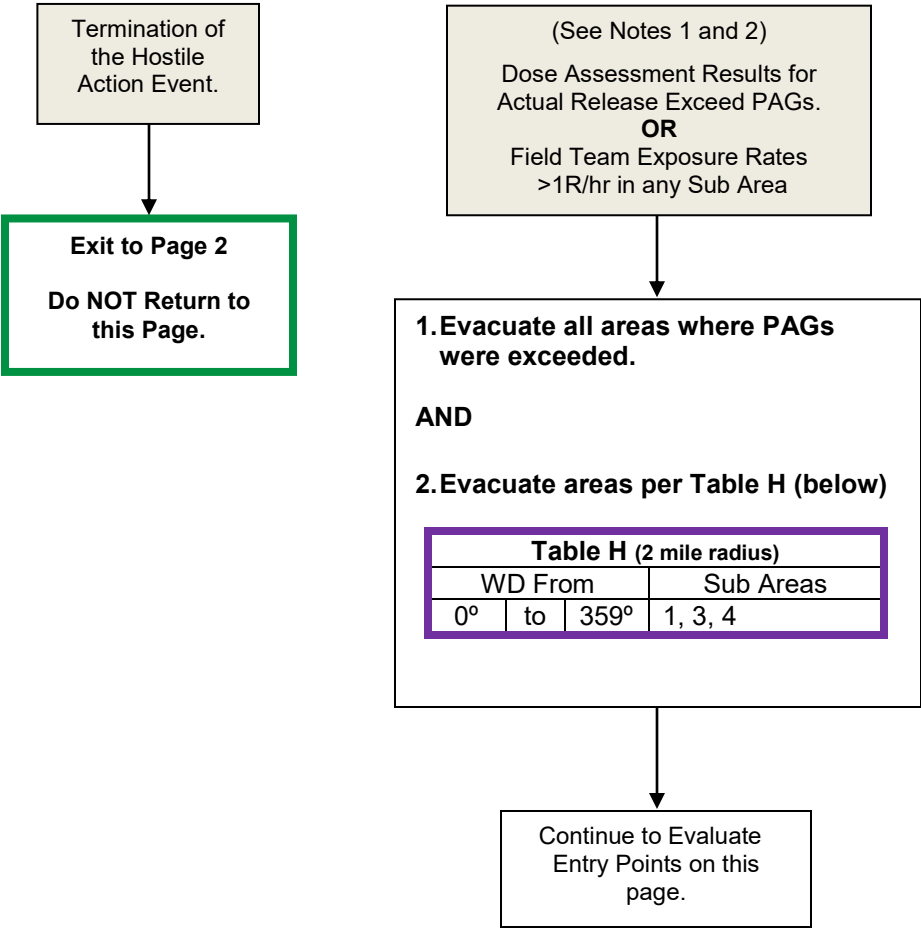 Termination of
the Hostile
Action Event.
Exit to Page 2
Do NOT Return to
this Page.
(See Notes 1 and 2)
Dose Assessment Results for
Actual Release Exceed PAGs.
OR
Field Team Exposure Rates
>1R/hr in any Sub Area
1.Evacuate all areas where PAGs
were exceeded.
AND
2.Evacuate areas per Table H (below)
Table H (2 mile radius)
WD From Sub Areas
0º to 359º 1, 3, 4
Continue to Evaluate
Entry Points on this
page.